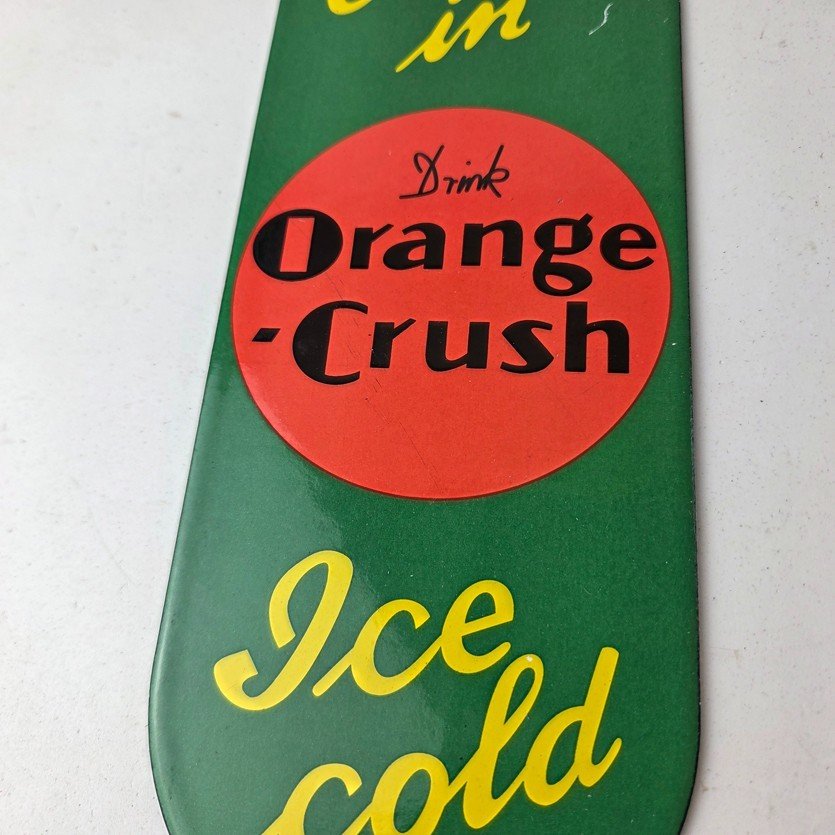 in
Drink
Orange
-Crush
Ice
cold